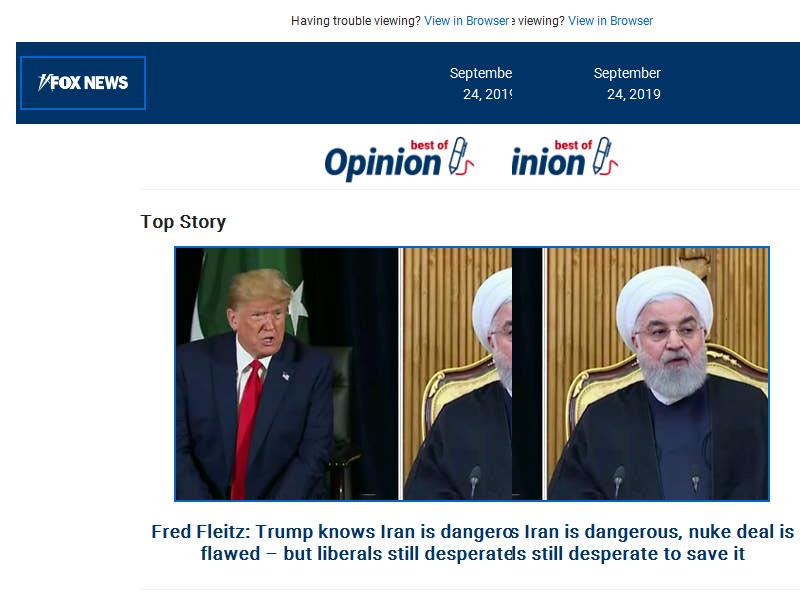 Having trouble viewing? View in Browser e viewing? View in Browser
FOX NEWS
Septembe September
24, 2019 24, 2019
best of best of
Opinion inion
Top Story
Fred Fleitz: Trump knows Iran is dangeros Iran is dangerous, nuke deal is
flawed – but liberals still desperatels still desperate to save it